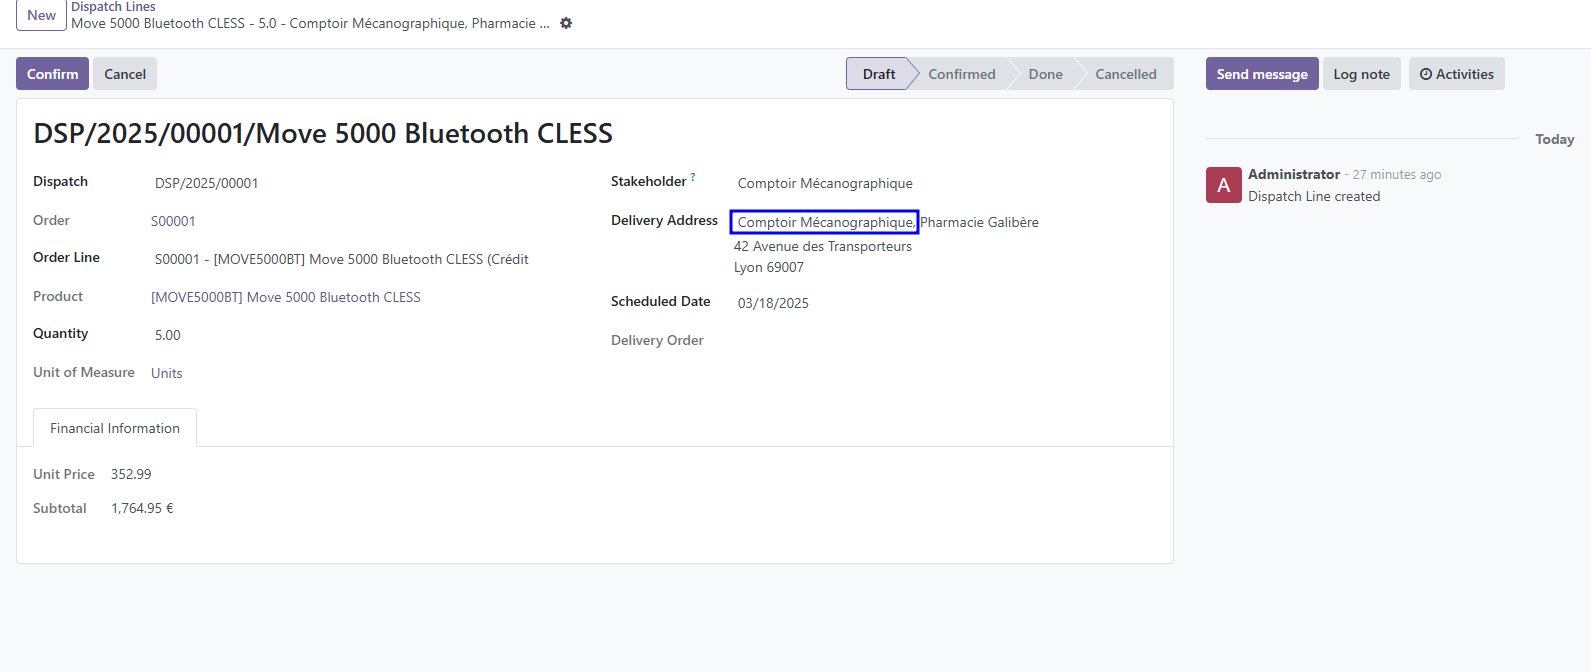 New
Dispatch Lines
Move 5000 Bluetooth CLESS - 5.0 - Comptoir Mécanographique, Pharmacie ...
Confirm
Cancel
Draft
Confirmed
Done
Cancelled
Send message
Log note
Activities
DSP/2025/00001/Move 5000 Bluetooth CLESS
Today
Dispatch DSP/2025/00001
Stakeholder ? Comptoir Mécanographique
A
Administrator - 27 minutes ago
Dispatch Line created
Order S00001
Delivery Address Comptoir Mécanographique, Pharmacie Galibère
42 Avenue des Transporteurs
Lyon 69007
Order Line S00001 - [MOVE5000BT] Move 5000 Bluetooth CLESS (Crédit
Product [MOVE5000BT] Move 5000 Bluetooth CLESS
Scheduled Date 03/18/2025
Quantity 5.00
Delivery Order
Unit of Measure Units
Financial Information
Unit Price 352.99
Subtotal 1,764.95 €